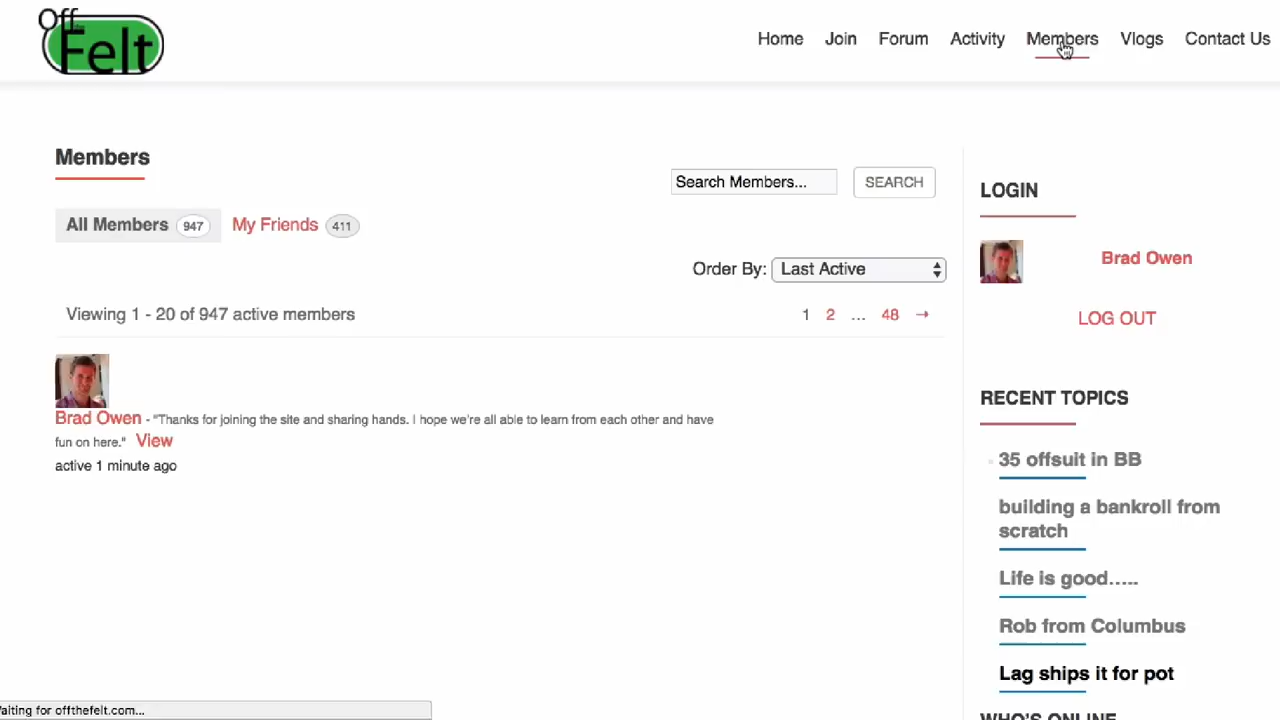 Off
Felt
Home Join Forum Activity Members Vlogs Contact Us
Members
Search Members... SEARCH
All Members 947 My Friends 411
Order By: Last Active
Viewing 1 - 20 of 947 active members 1 2 ... 48 →
Brad Owen - "Thanks for joining the site and sharing hands. I hope we're all able to learn from each other and have
fun on here." View
active 1 minute ago
LOGIN
Brad Owen
LOG OUT
RECENT TOPICS
35 offsuit in BB
building a bankroll from
scratch
Life is good.....
Rob from Columbus
Lag ships it for pot
WHO'S ONLINE
aiting for offthefelt.com...